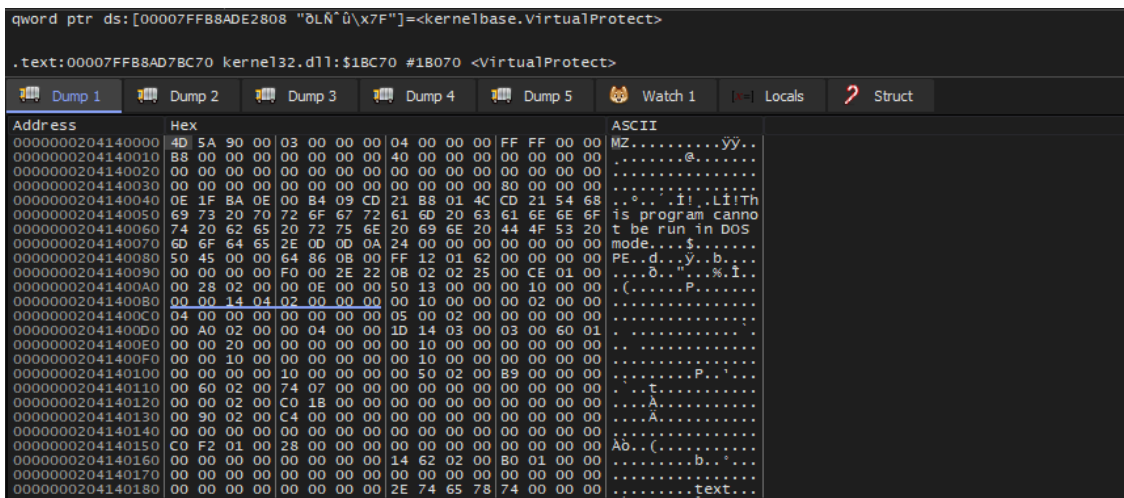 qword ptr ds:[00007FFB8ADE2808 "ðLÑˆû\x7F"]=<kernelbase.VirtualProtect>
.text:00007FFB8AD7BC70 kernel32.dll:$1BC70 #1B070 <VirtualProtect>
Dump 1 Dump 2 Dump 3 Dump 4 Dump 5 Watch 1 [x=] Locals Struct
Address Hex ASCII
0000000204140000 4D 5A 90 00 03 00 00 00 04 00 00 00 FF FF 00 00 MZ..........ÿÿ..
0000000204140010 B8 00 00 00 00 00 00 00 40 00 00 00 00 00 00 00 ¸.......@.......
0000000204140020 00 00 00 00 00 00 00 00 00 00 00 00 00 00 00 00 ................
0000000204140030 00 00 00 00 00 00 00 00 00 00 00 00 80 00 00 00 ................
0000000204140040 0E 1F BA 0E 00 B4 09 CD 21 B8 01 4C CD 21 54 68 ..º..´.Í!¸.LÍ!Th
0000000204140050 69 73 20 70 72 6F 67 72 61 6D 20 63 61 6E 6E 6F is program canno
0000000204140060 74 20 62 65 20 72 75 6E 20 69 6E 20 44 4F 53 20 t be run in DOS
0000000204140070 6D 6F 64 65 2E 0D 0D 0A 24 00 00 00 00 00 00 00 mode....$.......
0000000204140080 50 45 00 00 64 86 0B 00 FF 12 01 62 00 00 00 00 PE..d...ÿ..b....
0000000204140090 00 00 00 00 F0 00 2E 22 0B 02 02 25 00 CE 01 00 ....ð.."...%.Î..
00000002041400A0 00 28 02 00 00 0E 00 00 50 13 00 00 00 10 00 00 .(......P.......
00000002041400B0 00 00 14 04 02 00 00 00 00 10 00 00 00 02 00 00 ................
00000002041400C0 04 00 00 00 00 00 00 00 05 00 02 00 00 00 00 00 ................
00000002041400D0 00 A0 02 00 00 04 00 00 1D 14 03 00 03 00 60 01 . ............`.
00000002041400E0 00 00 20 00 00 00 00 00 00 10 00 00 00 00 00 00 .. .............
00000002041400F0 00 00 10 00 00 00 00 00 00 10 00 00 00 00 00 00 ................
0000000204140100 00 00 00 00 10 00 00 00 00 50 02 00 B9 00 00 00 .........P..¹...
0000000204140110 00 60 02 00 74 07 00 00 00 00 00 00 00 00 00 00 .`..t...........
0000000204140120 00 00 02 00 C0 1B 00 00 00 00 00 00 00 00 00 00 ....À...........
0000000204140130 00 90 02 00 C4 00 00 00 00 00 00 00 00 00 00 00 ....Ä...........
0000000204140140 00 00 00 00 00 00 00 00 00 00 00 00 00 00 00 00 ................
0000000204140150 C0 F2 01 00 28 00 00 00 00 00 00 00 00 00 00 00 Àò..(...........
0000000204140160 00 00 00 00 00 00 00 00 14 62 02 00 B0 01 00 00 .........b..°...
0000000204140170 00 00 00 00 00 00 00 00 00 00 00 00 00 00 00 00 ................
0000000204140180 00 00 00 00 00 00 00 00 2E 74 65 78 74 00 00 00 .........text...